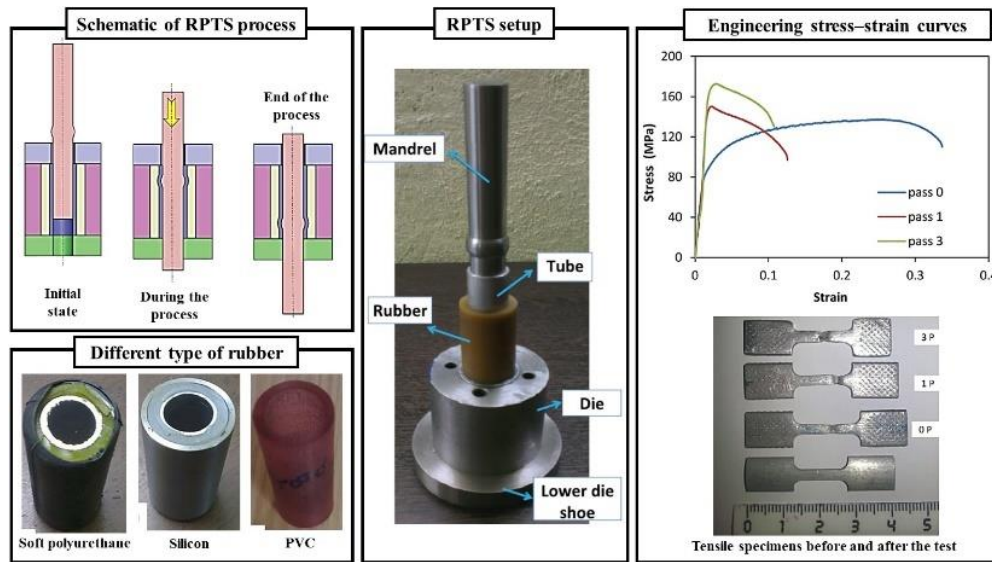 Schematic of RPTS process
End of the
process
Initial
state
During the
process
Different type of rubber
Soft polyurethane
Silicon
PVC
RPTS setup
Mandrel
Tube
Rubber
Die
Lower die
shoe
Engineering stress–strain curves
Stress (MPa)
200
160
120
80
40
0
pass 0
pass 1
pass 3
0
0.1
0.2
0.3
0.4
Strain
3 P
1 P
0 P
0 1 2 3 4 5
Tensile specimens before and after the test